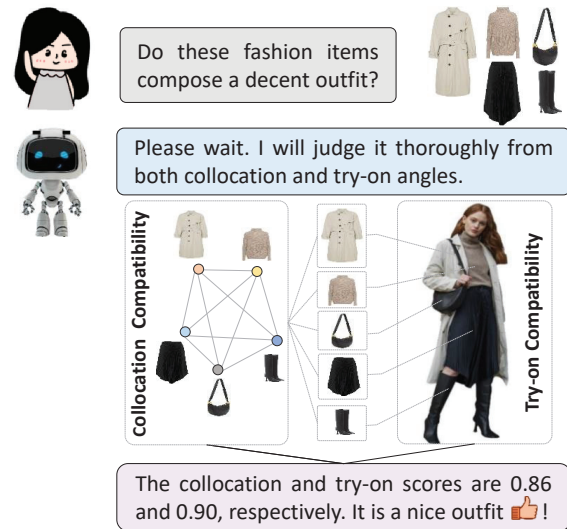 Do these fashion items
compose a decent outfit?
Please wait. I will judge it thoroughly from
both collocation and try-on angles.
Collocation Compatibility
Try-on Compatibility
The collocation and try-on scores are 0.86
and 0.90, respectively. It is a nice outfit 👍!